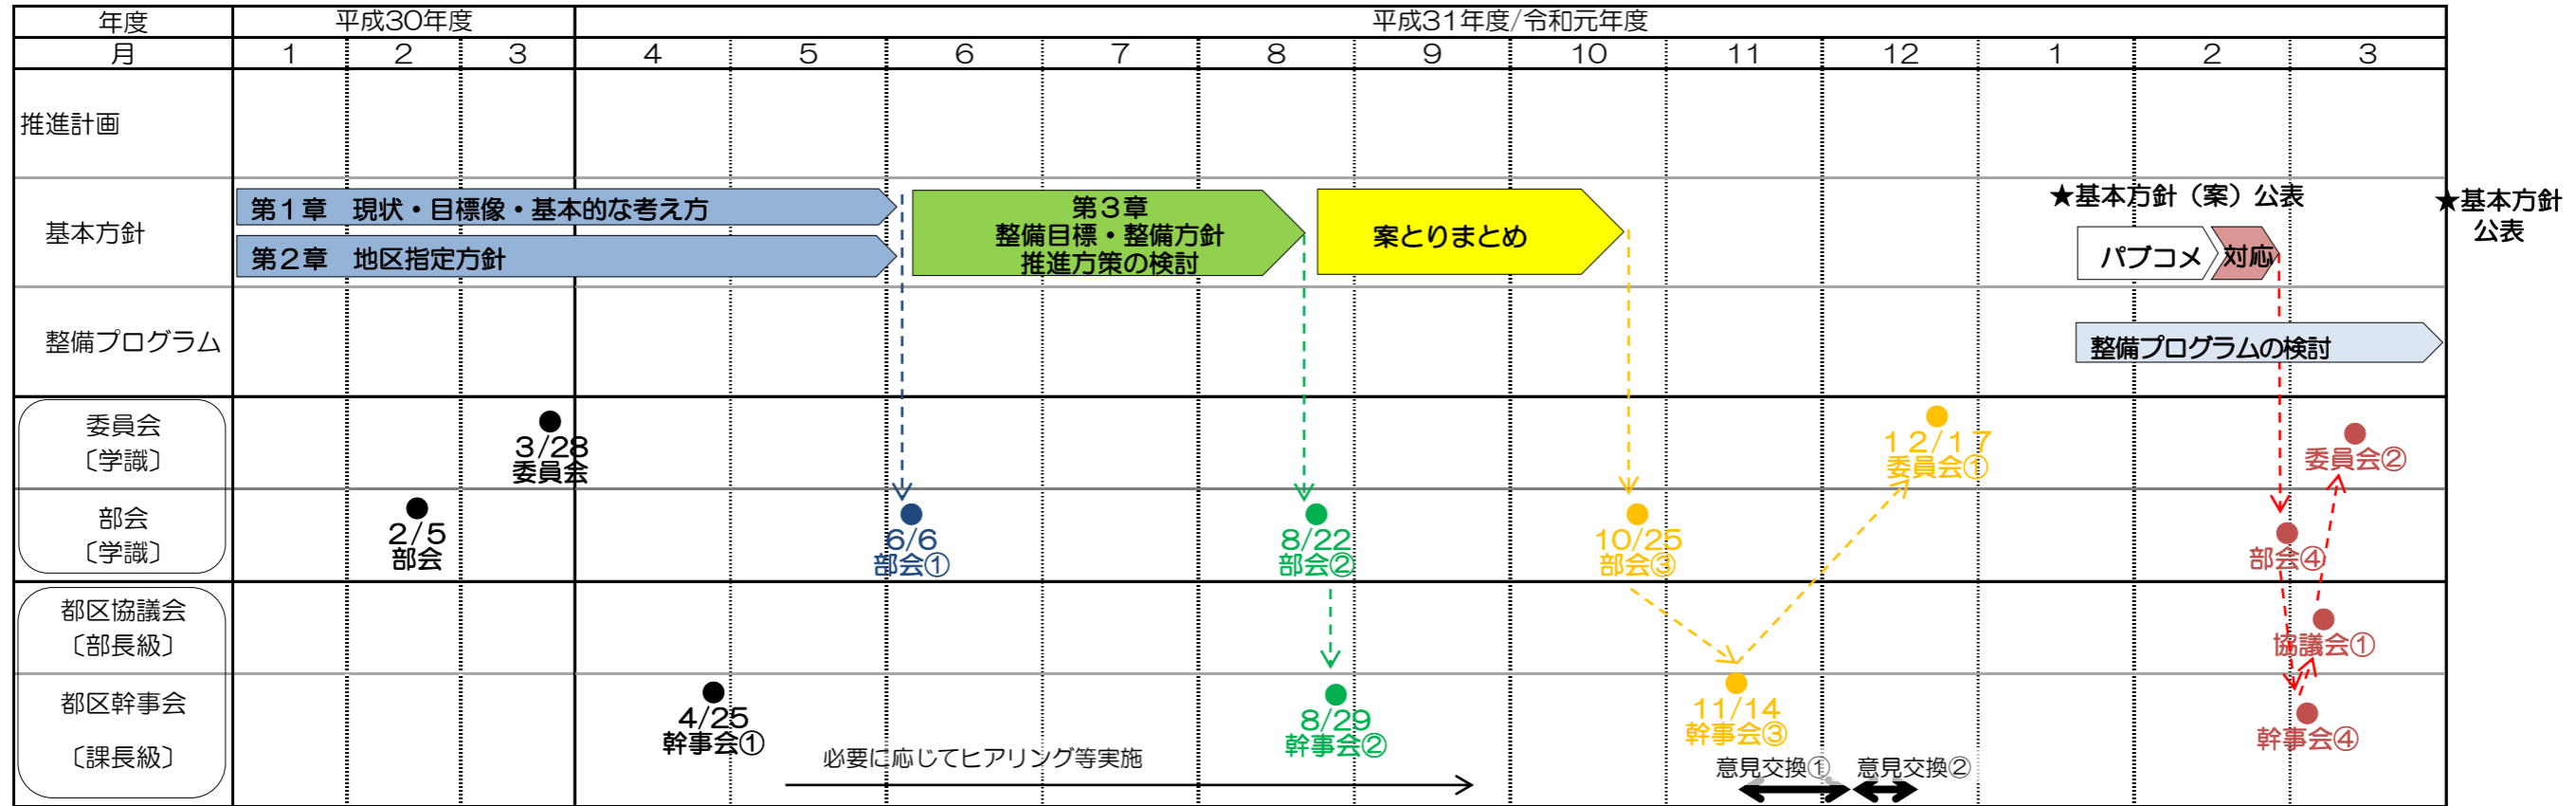 年度 平成30年度 平成31年度/令和元年度
月 1 2 3 4 5 6 7 8 9 10 11 12 1 2 3
推進計画
基本方針
第1章　現状・目標像・基本的な考え方
第2章　地区指定方針
第3章
整備目標・整備方針
推進方策の検討
案とりまとめ
★基本方針（案）公表
パブコメ 対応
★基本方針
公表
整備プログラム
整備プログラムの検討
委員会
〔学識〕
3/28
委員会
12/17
委員会①
委員会②
部会
〔学識〕
2/5
部会
6/6
部会①
8/22
部会②
10/25
部会③
部会④
都区協議会
〔部長級〕
協議会①
都区幹事会
〔課長級〕
4/25
幹事会①
8/29
幹事会②
11/14
幹事会③
幹事会④
必要に応じてヒアリング等実施
意見交換① 意見交換②